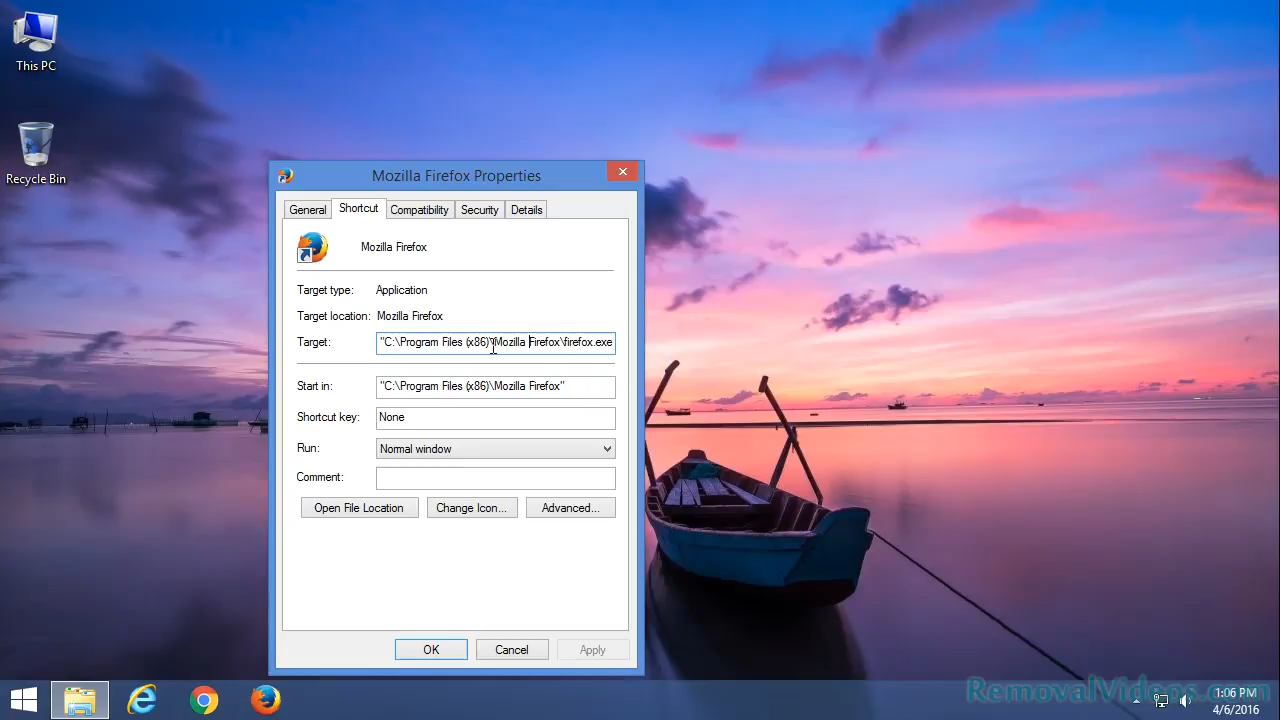 This PC
Recycle Bin
Mozilla Firefox Properties
General Shortcut Compatibility Security Details
Mozilla Firefox
Target type: Application
Target location: Mozilla Firefox
Target: "C:\Program Files (x86)\Mozilla Firefox\firefox.exe
Start in: "C:\Program Files (x86)\Mozilla Firefox"
Shortcut key: None
Run: Normal window
Comment:
Open File Location Change Icon... Advanced...
OK Cancel Apply
RemovalVideos.com
1:06 PM
4/6/2016